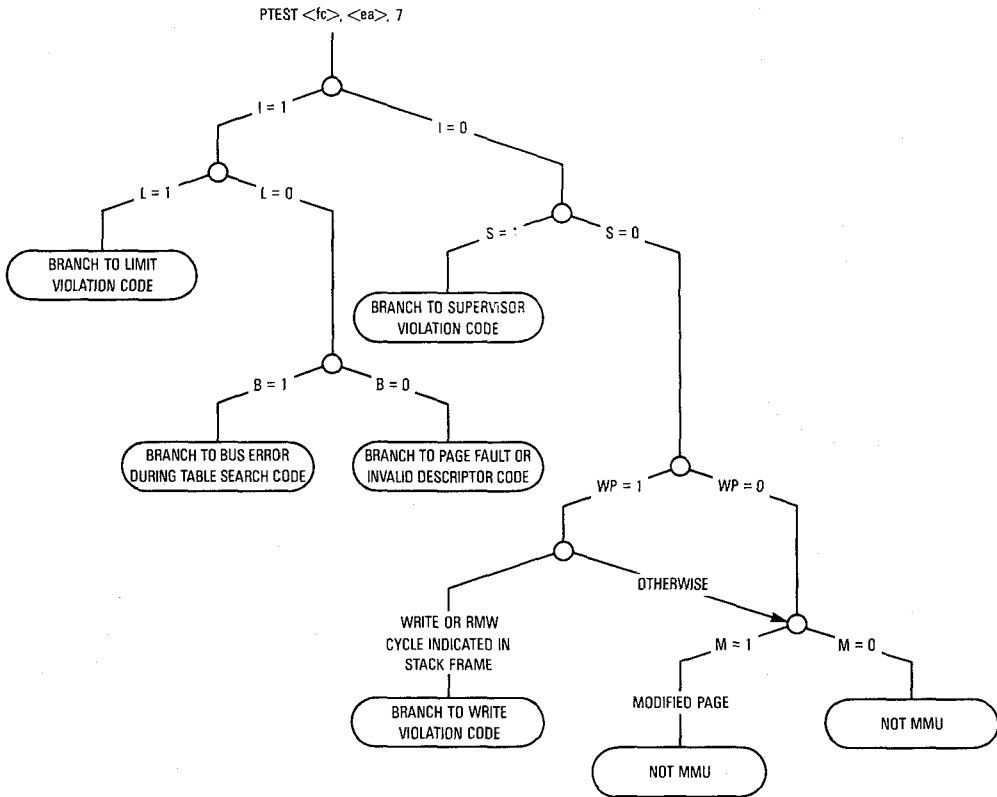 PTEST <fc>, <ea>, 7
I = 1
I = 0
L = 1
L = 0
S = 1
S = 0
BRANCH TO LIMIT
VIOLATION CODE
BRANCH TO SUPERVISOR
VIOLATION CODE
B = 1
B = 0
BRANCH TO BUS ERROR
DURING TABLE SEARCH CODE
BRANCH TO PAGE FAULT OR
INVALID DESCRIPTOR CODE
WP = 1
WP = 0
OTHERWISE
WRITE OR RMW
CYCLE INDICATED IN
STACK FRAME
M = 1
M = 0
MODIFIED PAGE
BRANCH TO WRITE
VIOLATION CODE
NOT MMU
NOT MMU